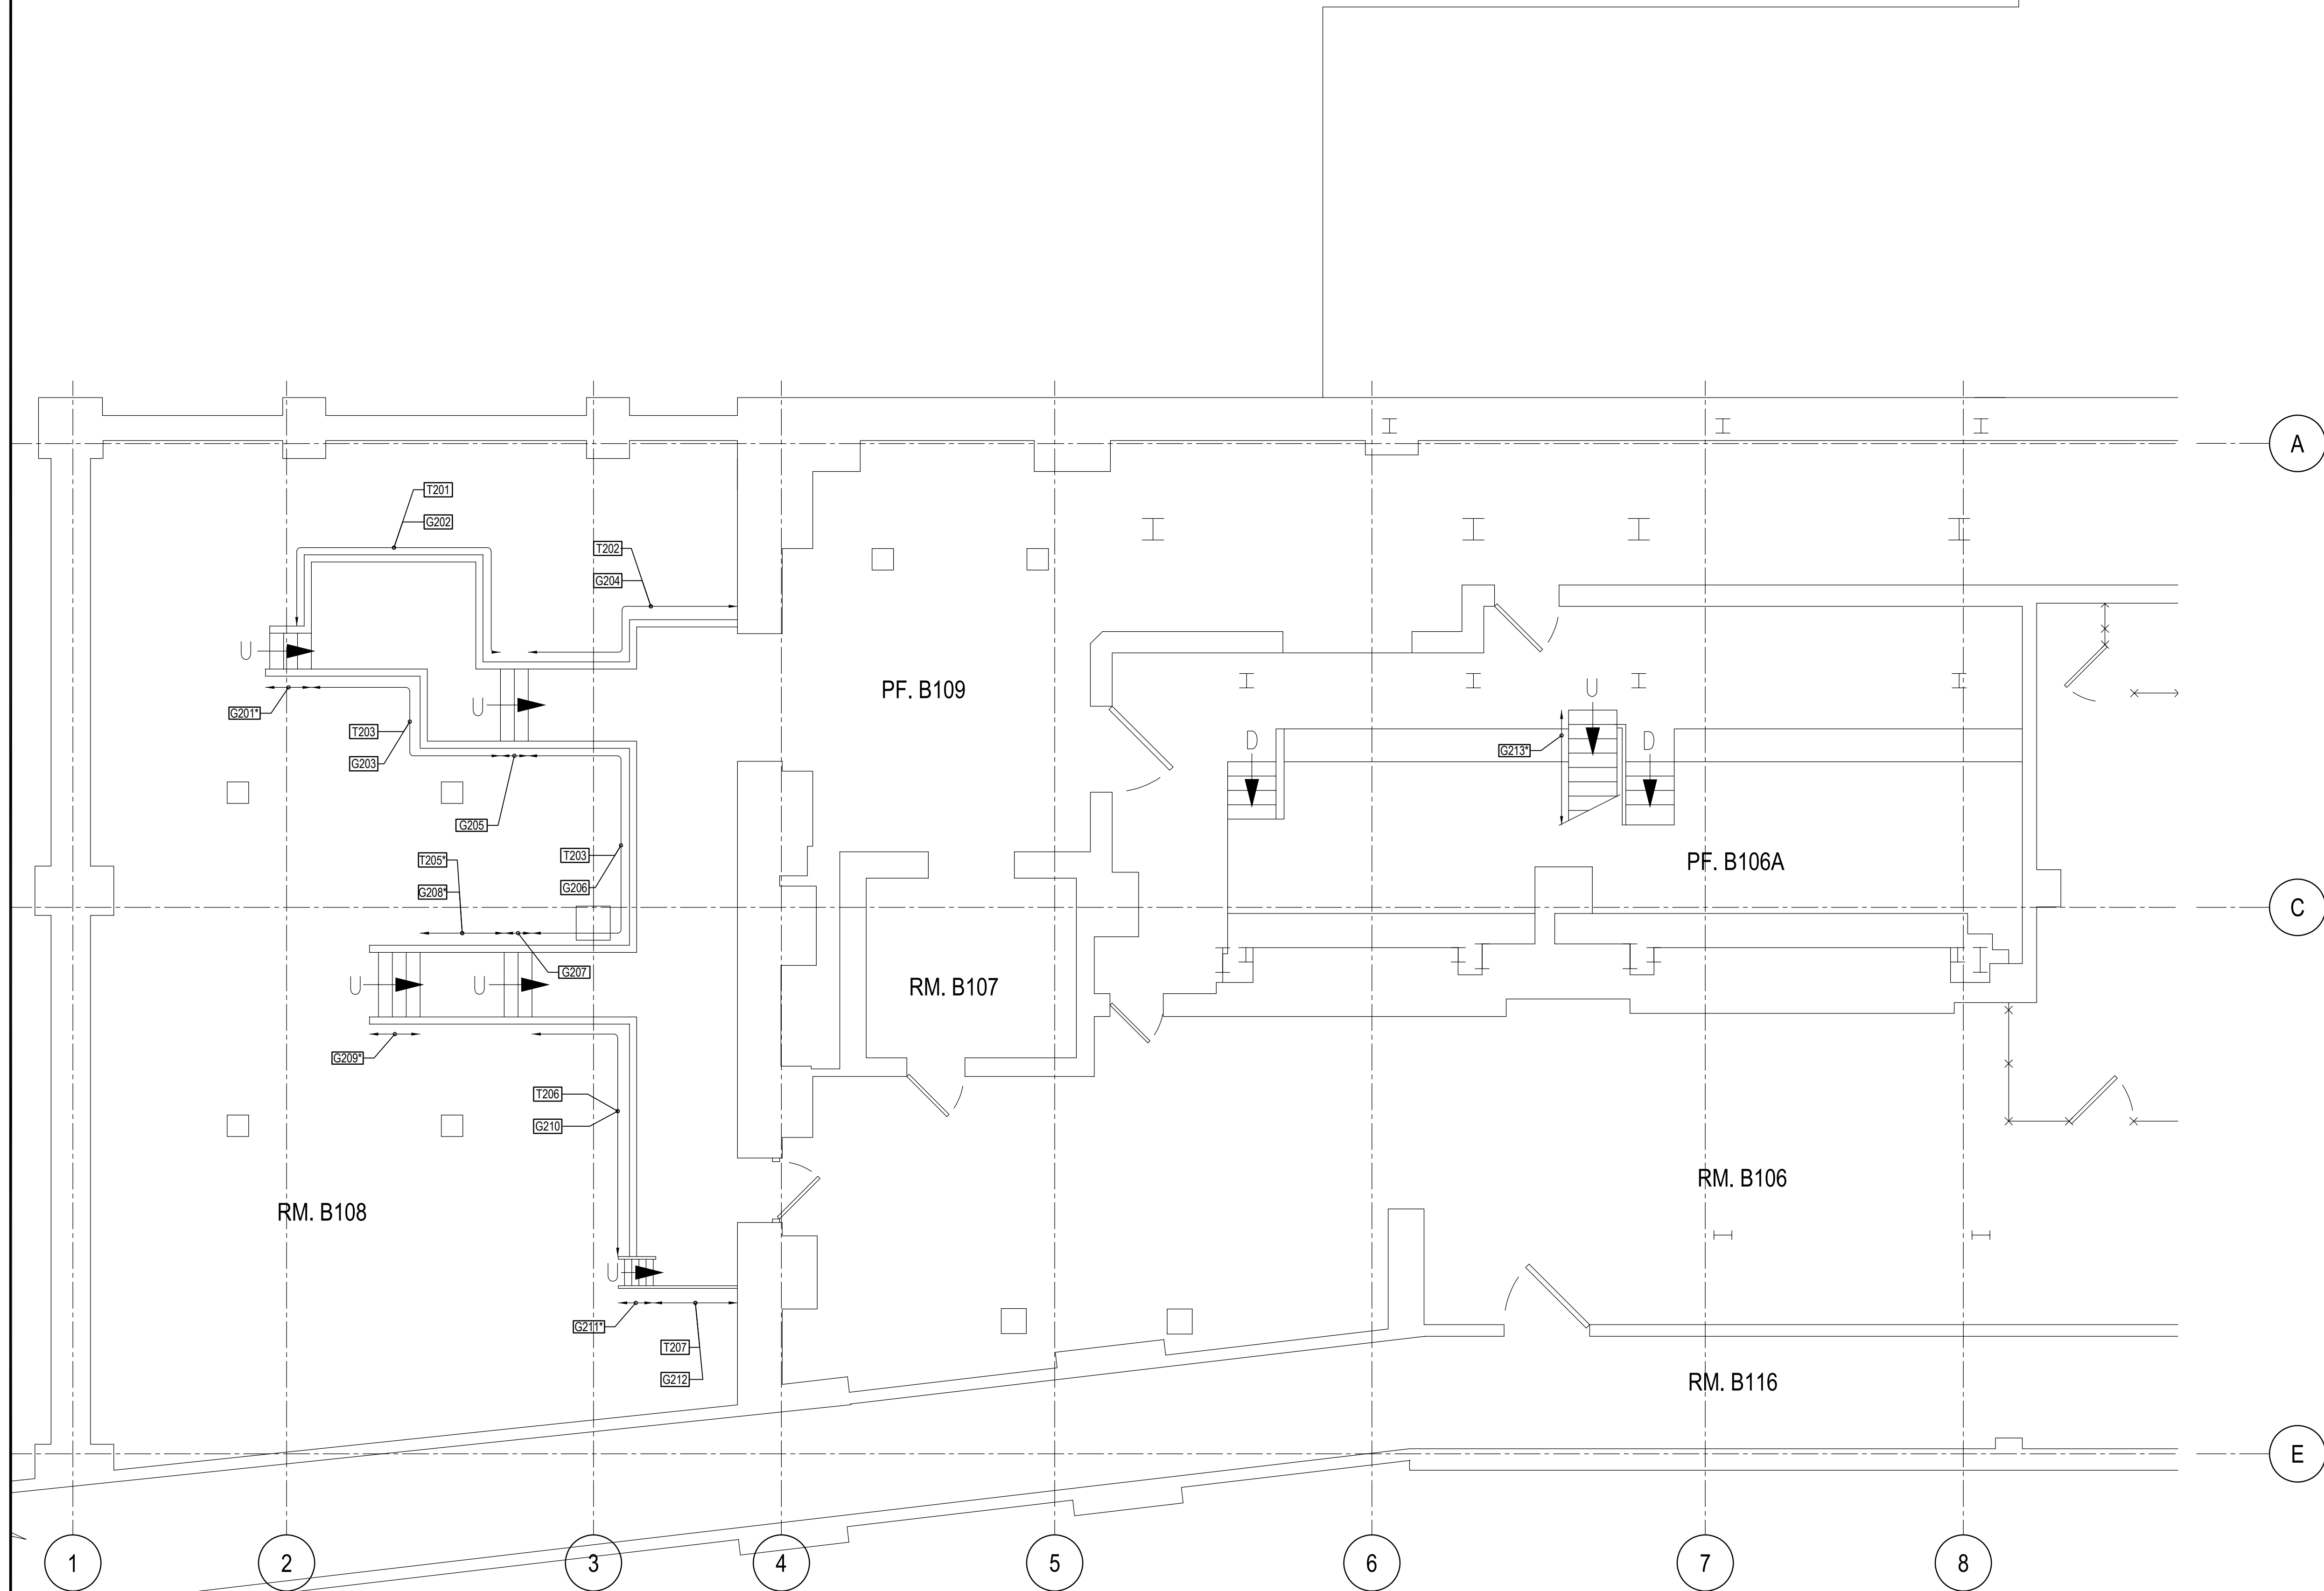 A
T201
G202
T202
G204
U
U
PF. B109
U
G201*
T203
D
G213*
D
G203
G205
T205*
T203
PF. B106A
G208*
G206
C
G207
U
U
RM. B107
G209*
T206
G210
RM. B106
RM. B108
U
G211*
T207
G212
RM. B116
E
1
2
3
4
5
6
7
8